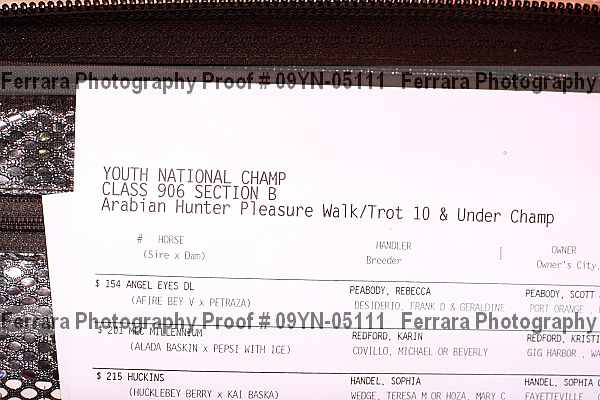 Ferrara Photography Proof # 09YN-05111 Ferrara Photography
YOUTH NATIONAL CHAMP
CLASS 906 SECTION B
Arabian Hunter Pleasure Walk/Trot 10 & Under Champ
# HORSE HANDLER | OWNER
(Sire x Dam) Breeder Owner's City,
$ 154 ANGEL EYES DL PEABODY, REBECCA PEABODY, SCOTT
(AFIRE BEY V x PETRAZA) DESIDERIO, FRANK D & GERALDINE PORT ORANGE,
Ferrara Photography Proof # 09YN-05111 Ferrara Photography
$ 201 MILLENNIUM REDFORD, KARIN REDFORD, KRISTI
(ALADA BASKIN x PEPSI WITH ICE) COVILLO, MICHAEL OR BEVERLY GIG HARBOR, WA
$ 215 HUCKINS HANDEL, SOPHIA HANDEL, SOPHIA
(HUCKLEBEY BERRY x KAI BASKA) WEDGE, TERESA M OR HOZA, MARY C FAYETTEVILLE